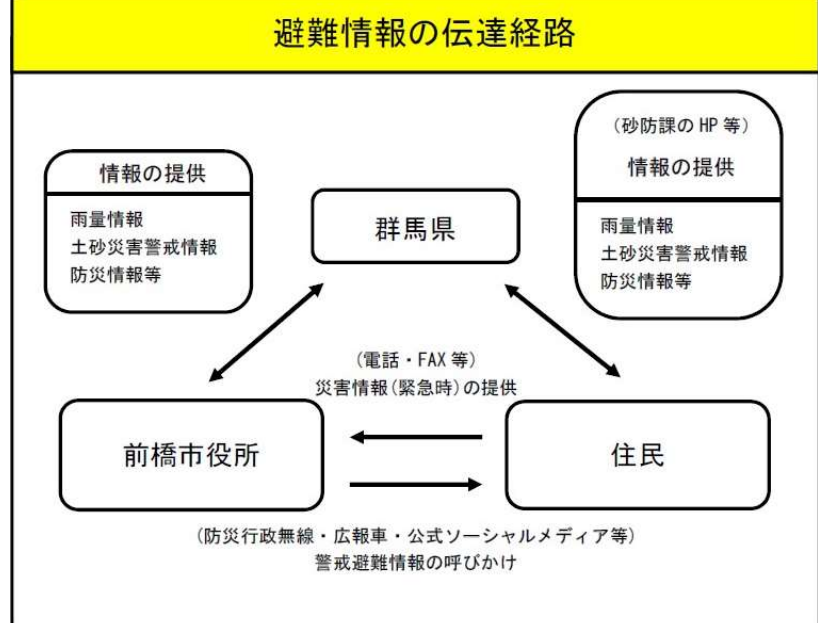 避難情報の伝達経路
(砂防課の HP 等)
情報の提供
雨量情報
土砂災害警戒情報
防災情報等
情報の提供
雨量情報
土砂災害警戒情報
防災情報等
群馬県
(電話・FAX 等)
災害情報(緊急時)の提供
前橋市役所
住民
(防災行政無線・広報車・公式ソーシャルメディア等)
警戒避難情報の呼びかけ